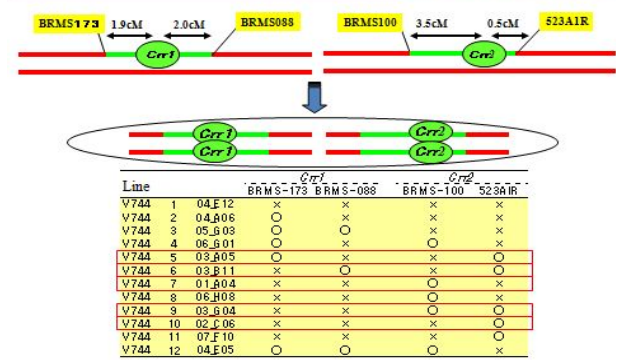 BRMS173 1.9cM 2.0cM BRMS088 BRMS100 3.5cM 0.5cM 523A1R
Crr1 Crr2
Crr1 Crr2
Crr1 Crr2
Crr1 Crr2
Line BRMS-173 BRMS-088 BRMS-100 523AIR
V744 1 04_E12 × × × ×
V744 2 04_A06 ○ × × ×
V744 3 05_G03 ○ ○ × ×
V744 4 06_G01 ○ × ○ ×
V744 5 03_A05 ○ × × ○
V744 6 03_B11 × ○ × ○
V744 7 01_A04 × × ○ ×
V744 8 06_H08 × × ○ ×
V744 9 03_G04 × × ○ ○
V744 10 02_C06 × × × ○
V744 11 07_F10 × × ○ ○
V744 12 04_E05 ○ ○ ○ ×